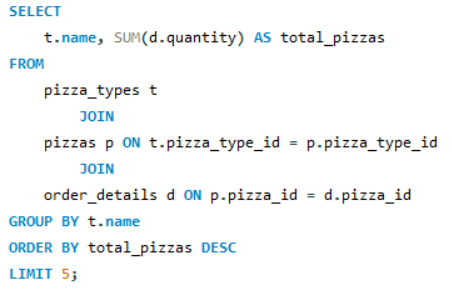 SELECT
t.name, SUM(d.quantity) AS total_pizzas
FROM
pizza_types t
JOIN
pizzas p ON t.pizza_type_id = p.pizza_type_id
JOIN
order_details d ON p.pizza_id = d.pizza_id
GROUP BY t.name
ORDER BY total_pizzas DESC
LIMIT 5;